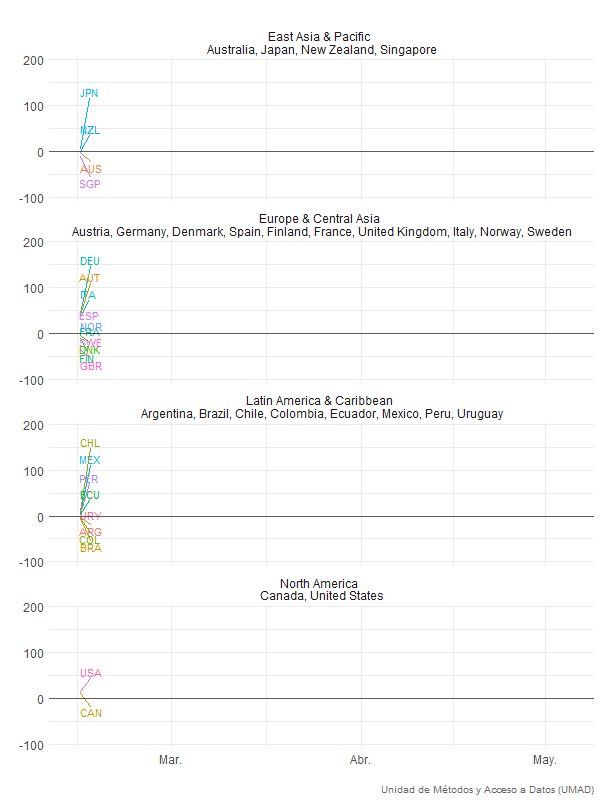 East Asia & Pacific
Australia, Japan, New Zealand, Singapore
200
JPN
100
NZL
0
AUS
SGP
-100
Europe & Central Asia
Austria, Germany, Denmark, Spain, Finland, France, United Kingdom, Italy, Norway, Sweden
200
DEU
AUT
100
ITA
ESP
NOR
FRA
0
SWE
DNK
FIN
GBR
-100
Latin America & Caribbean
Argentina, Brazil, Chile, Colombia, Ecuador, Mexico, Peru, Uruguay
200
CHL
MEX
100
PER
ECU
URY
0
ARG
COL
BRA
-100
North America
Canada, United States
200
100
USA
0
CAN
-100
Mar. Abr. May.
Unidad de Métodos y Acceso a Datos (UMAD)